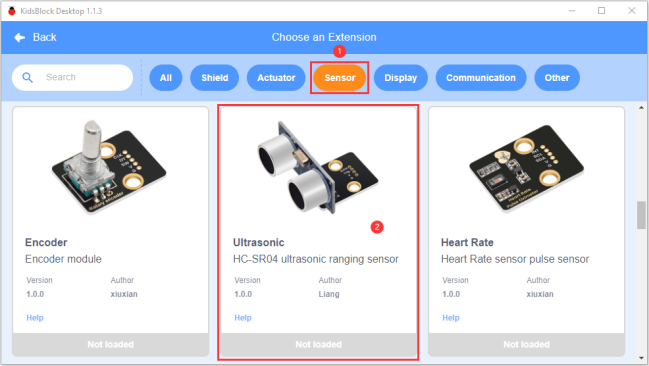 KidsBlock Desktop 1.1.3
Back
Choose an Extension
1
Search
All
Shield
Actuator
Sensor
Display
Communication
Other
2
Encoder
Encoder module
Version
Author
1.0.0
xiuxian
Help
Not loaded
Ultrasonic
HC-SR04 ultrasonic ranging sensor
Version
Author
1.0.0
Liang
Help
Not loaded
Heart Rate
Pulse
Heart Rate
Heart Rate sensor pulse sensor
Version
Author
1.0.0
xiuxian
Help
Not loaded